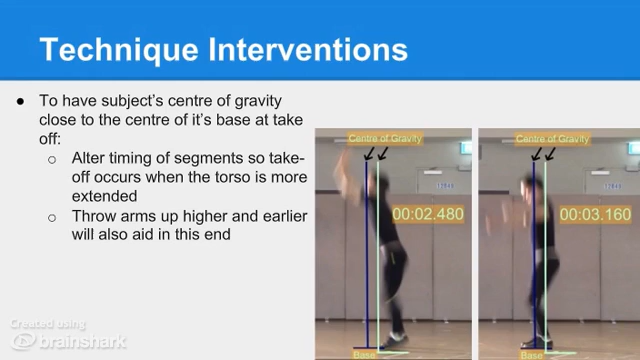 Technique Interventions
● To have subject's centre of gravity
close to the centre of it's base at take
off:
○ Alter timing of segments so take-
off occurs when the torso is more
extended
○ Throw arms up higher and earlier
will also aid in this end
Centre of Gravity
00:02.480
Base
Centre of Gravity
00:03.160
Base
Created using
brainshark